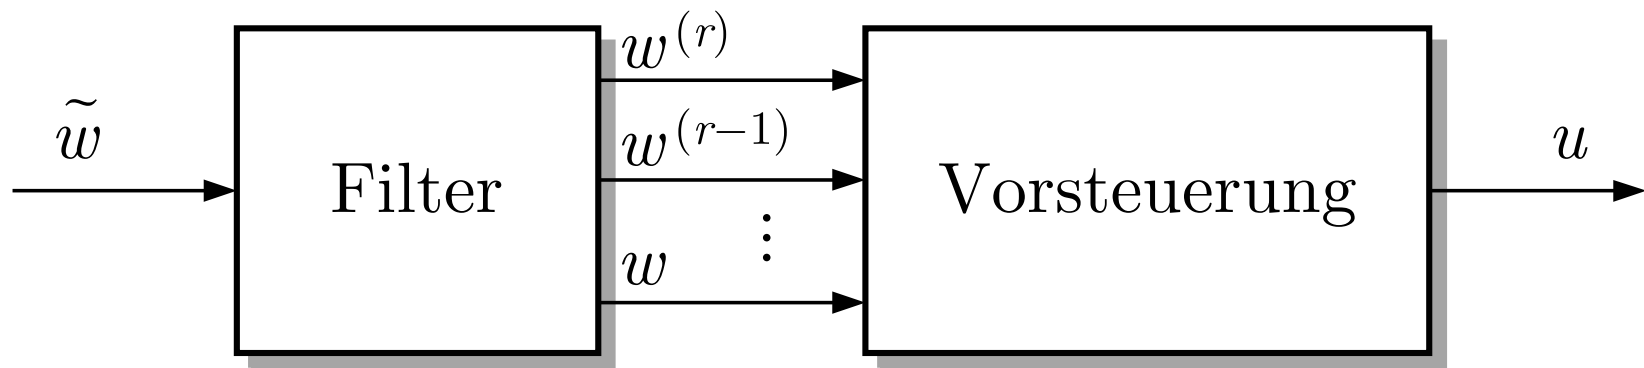 w̃
Filter
w^(r)
w^(r−1)
⋮
w
Vorsteuerung
u